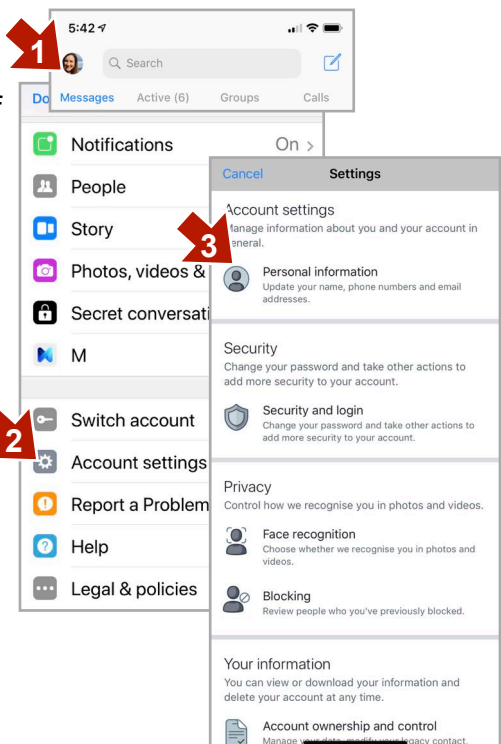 5:42
1
Search
Messages Active (6) Groups Calls
Do
Notifications On >
People
Story
Photos, videos &
Secret conversati
M
Switch account
2
Account settings
Report a Problem
Help
Legal & policies
Cancel Settings
Account settings
Manage information about you and your account in
general.
3
Personal information
Update your name, phone numbers and email
addresses.
Security
Change your password and take other actions to
add more security to your account.
Security and login
Change your password and take other actions to
add more security to your account.
Privacy
Control how we recognise you in photos and videos.
Face recognition
Choose whether we recognise you in photos and
videos.
Blocking
Review people who you've previously blocked.
Your information
You can view or download your information and
delete your account at any time.
Account ownership and control
Manage your data, modify your legacy contact.